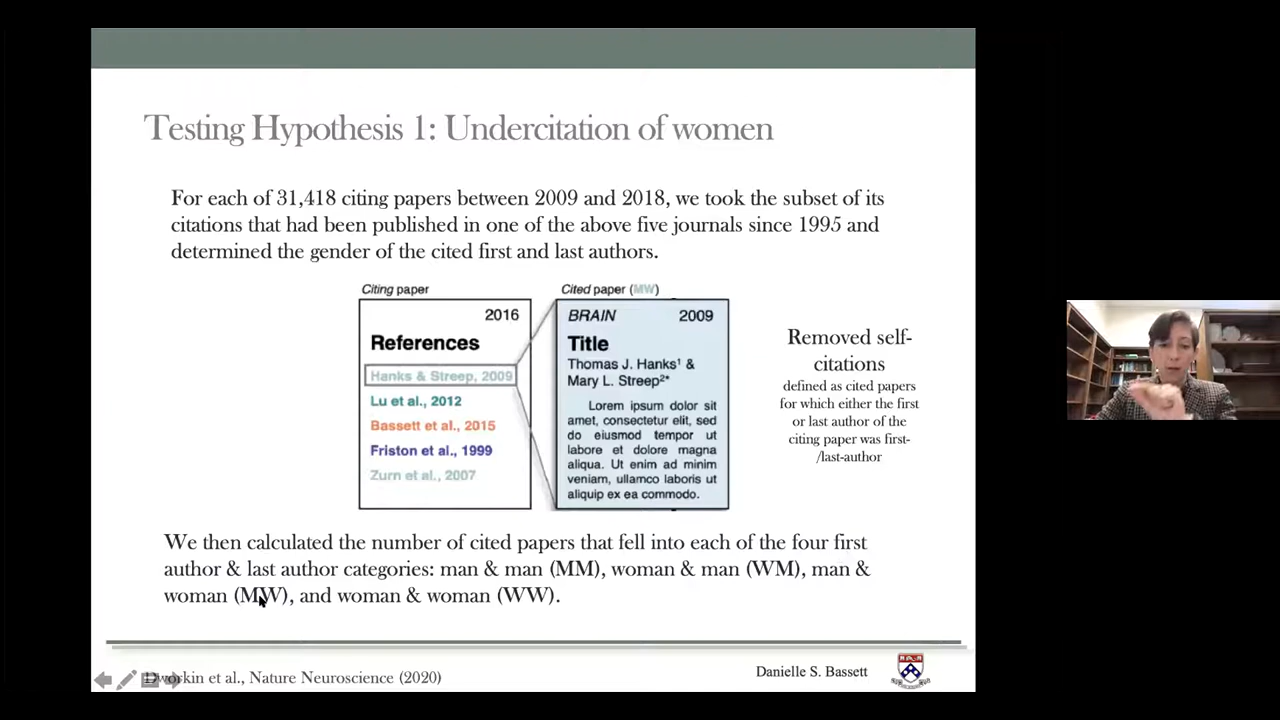 Testing Hypothesis 1: Undercitation of women
For each of 31,418 citing papers between 2009 and 2018, we took the subset of its
citations that had been published in one of the above five journals since 1995 and
determined the gender of the cited first and last authors.
Citing paper
2016
References
Hanks & Streep, 2009
Lu et al., 2012
Bassett et al., 2015
Friston et al., 1999
Zurn et al., 2007
Cited paper (MW)
BRAIN 2009
Title
Thomas J. Hanks¹ &
Mary L. Streep²*
Lorem ipsum dolor sit
amet, consectetur elit, sed
do eiusmod tempor ut
labore et dolore magna
aliqua. Ut enim ad minim
veniam, ullamco laboris ut
aliquip ex ea commodo.
Removed self-
citations
defined as cited papers
for which either the first
or last author of the
citing paper was first-
/last-author
We then calculated the number of cited papers that fell into each of the four first
author & last author categories: man & man (MM), woman & man (WM), man &
woman (MW), and woman & woman (WW).
Dworkin et al., Nature Neuroscience (2020)
Danielle S. Bassett